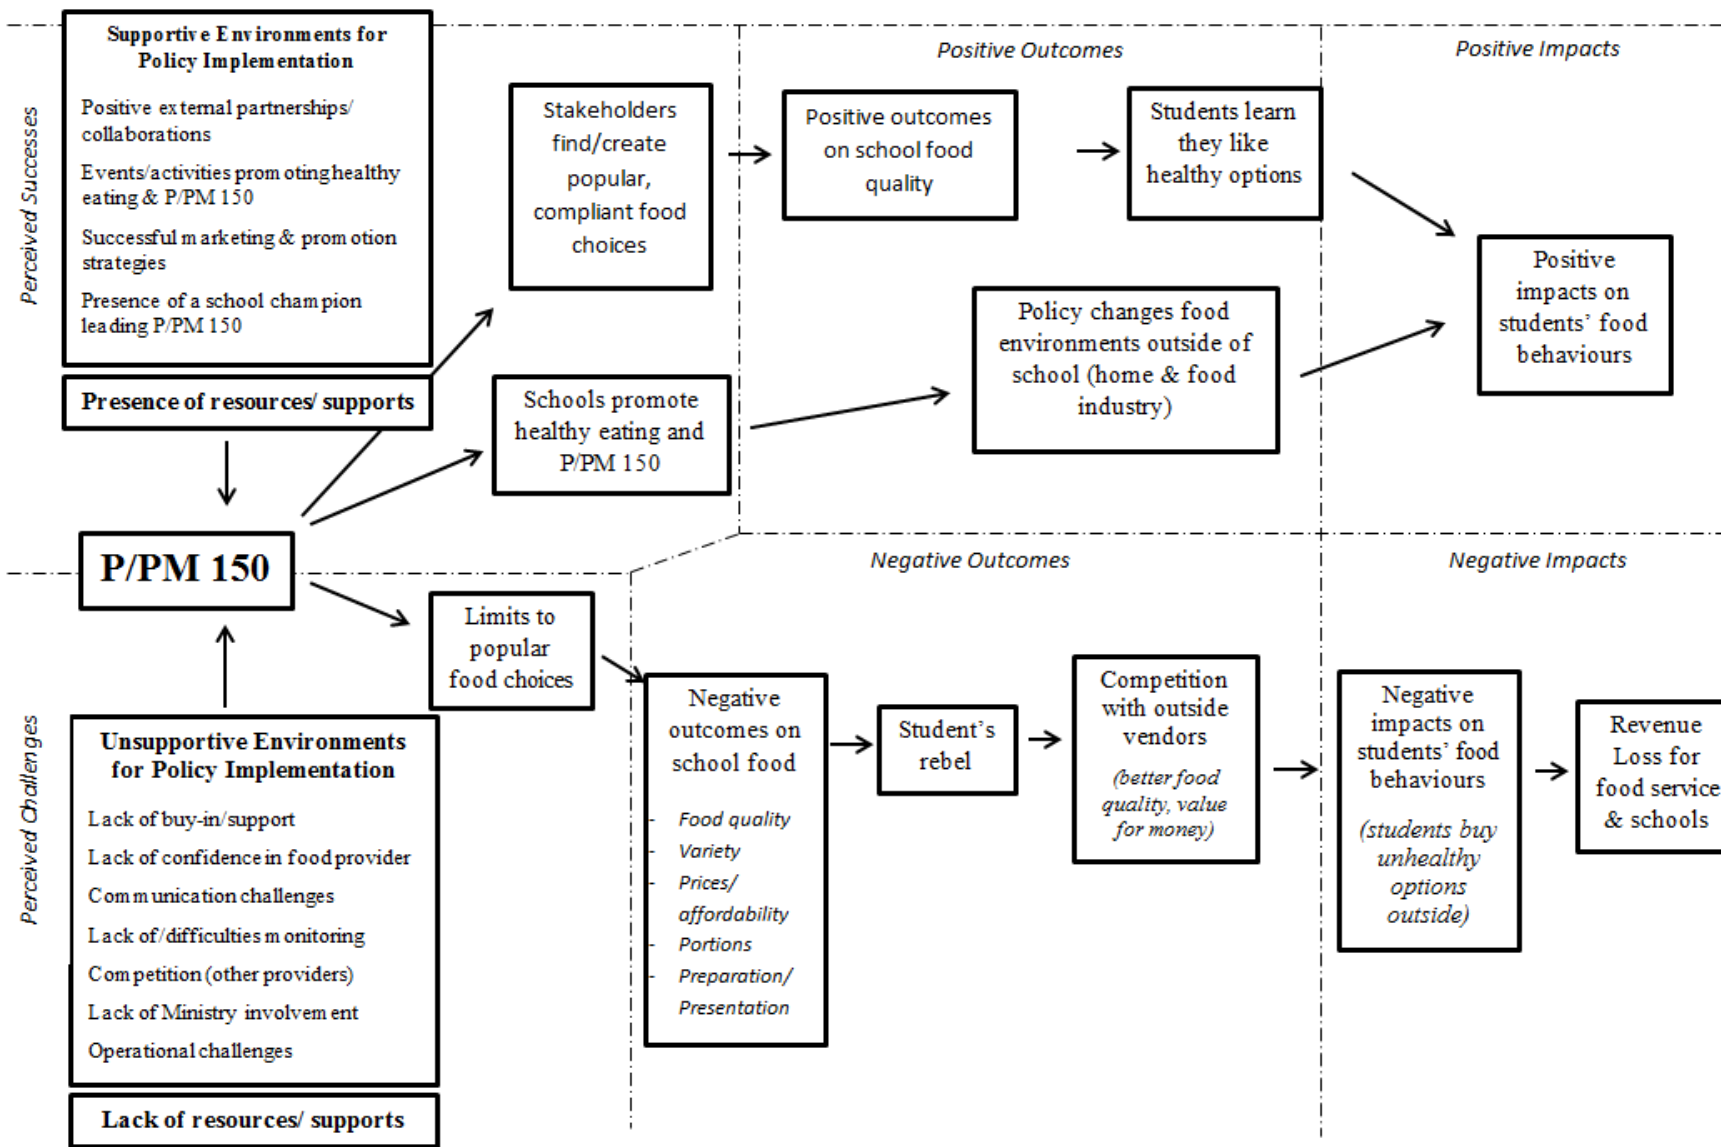 Supportive Environments for
Policy Implementation
Positive external partnerships/
collaborations
Events/activities promoting healthy
eating & P/PM 150
Successful marketing & promotion
strategies
Presence of a school champion
leading P/PM 150
Presence of resources/ supports
Perceived Successes
Stakeholders
find/create
popular,
compliant food
choices
Schools promote
healthy eating and
P/PM 150
Positive Outcomes
Positive outcomes
on school food
quality
Students learn
they like
healthy options
Policy changes food
environments outside of
school (home & food
industry)
Positive Impacts
Positive
impacts on
students’ food
behaviours
P/PM 150
Perceived Challenges
Unsupportive Environments
for Policy Implementation
Lack of buy-in/support
Lack of confidence in food provider
Communication challenges
Lack of/difficulties monitoring
Competition (other providers)
Lack of Ministry involvement
Operational challenges
Lack of resources/ supports
Limits to
popular
food choices
Negative Outcomes
Negative
outcomes on
school food
- Food quality
- Variety
- Prices/
affordability
- Portions
- Preparation/
Presentation
Student’s
rebel
Competition
with outside
vendors
(better food
quality, value
for money)
Negative Impacts
Negative
impacts on
students’ food
behaviours
(students buy
unhealthy
options
outside)
Revenue
Loss for
food service
& schools